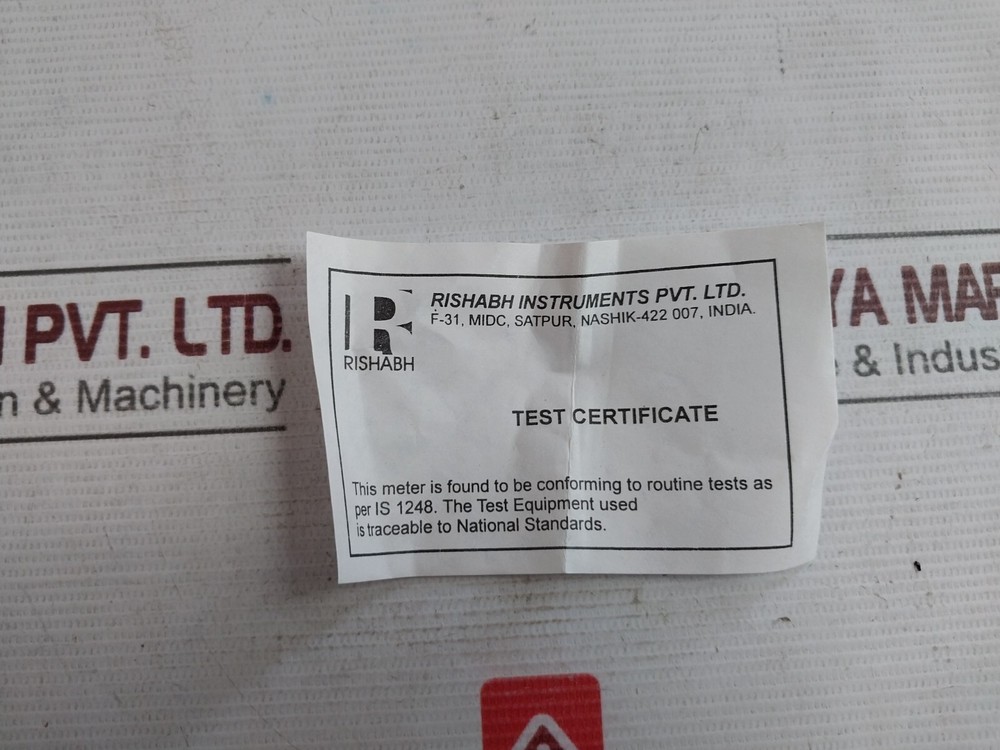 RISHABH INSTRUMENTS PVT. LTD.
F-31, MIDC, SATPUR, NASHIK-422 007, INDIA.
R
RISHABH
TEST CERTIFICATE
This meter is found to be conforming to routine tests as
per IS 1248. The Test Equipment used
is traceable to National Standards.
PVT. LTD.
& Machinery
YA MAR
& Indus